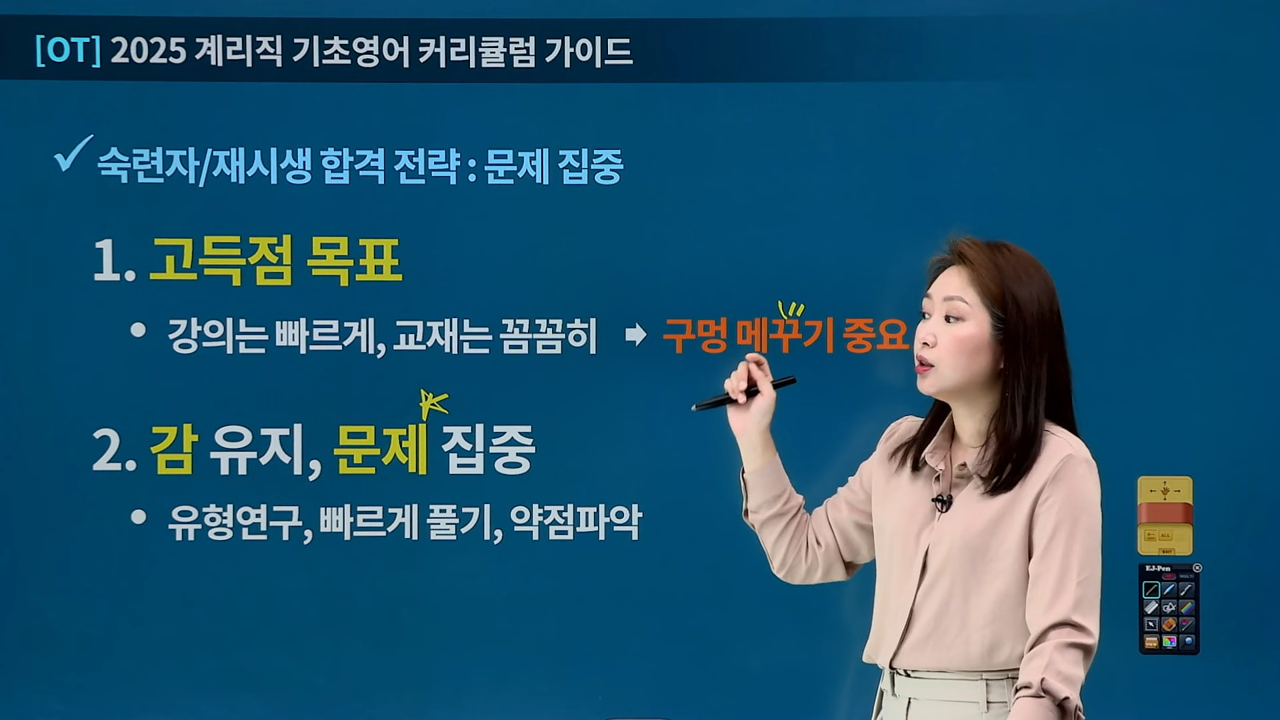 [OT] 2025 계리직 기초영어 커리큘럼 가이드
✓ 숙련자/재시생 합격 전략 : 문제 집중
1. 고득점 목표
• 강의는 빠르게, 교재는 꼼꼼히 ➡ 구멍 메꾸기 중요
2. 감 유지, 문제 집중
• 유형연구, 빠르게 풀기, 약점파악
ALL
EXIT
EJ-Pen